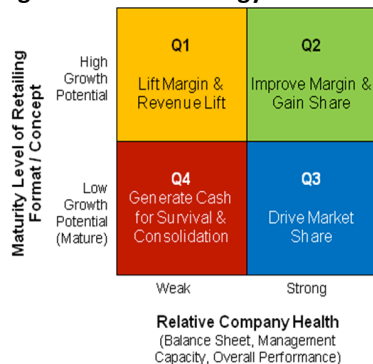 Q1
Lift Margin &
Revenue Lift
Q2
Improve Margin &
Gain Share
Q4
Generate Cash
for Survival &
Consolidation
Q3
Drive Market
Share
Maturity Level of Retailing
Format / Concept
High
Growth
Potential
Low
Growth
Potential
(Mature)
Weak
Strong
Relative Company Health
(Balance Sheet, Management
Capacity, Overall Performance)